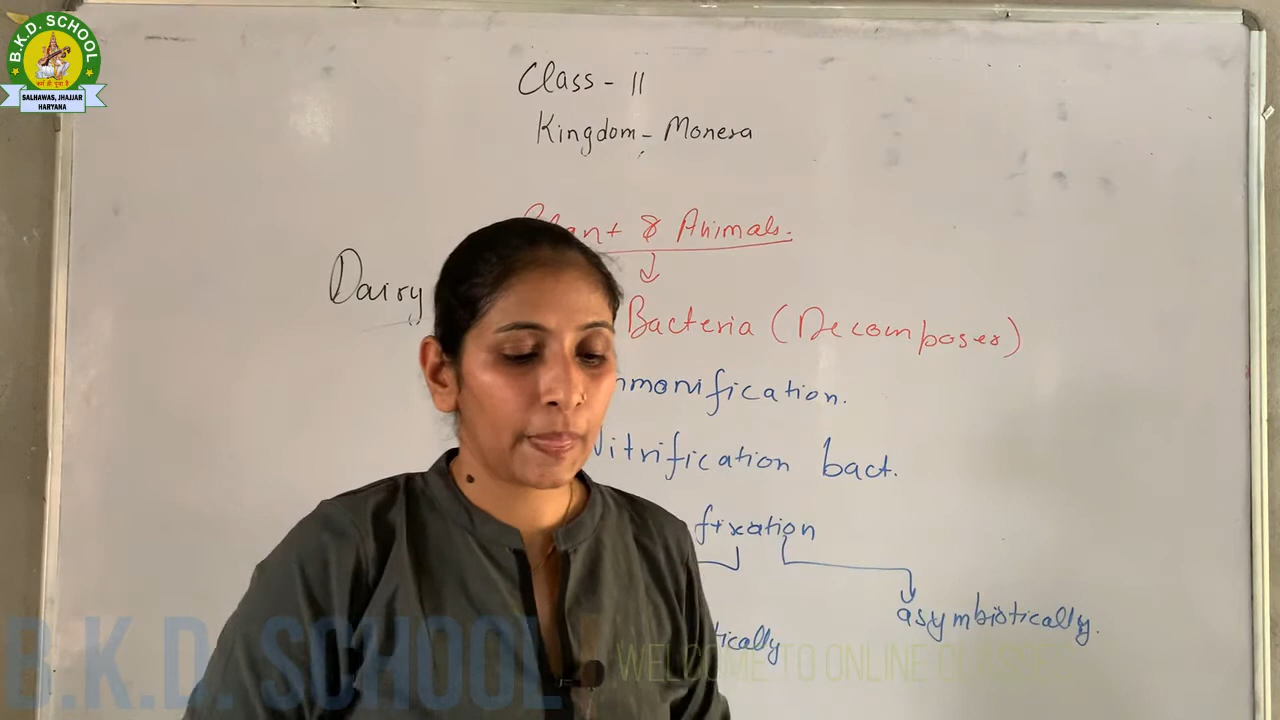 B.K.D. SCHOOL
SALHAWAS, JHAJJAR
HARYANA
Class - 11
Kingdom - Monera
Plant & Animals.
Dairy
Bacteria (Decomposer)
mmonification.
Nitrification bact.
fixation
asymbiotically.
tically
B.K.D. SCHOOL
WELCOME TO ONLINE CLASSES